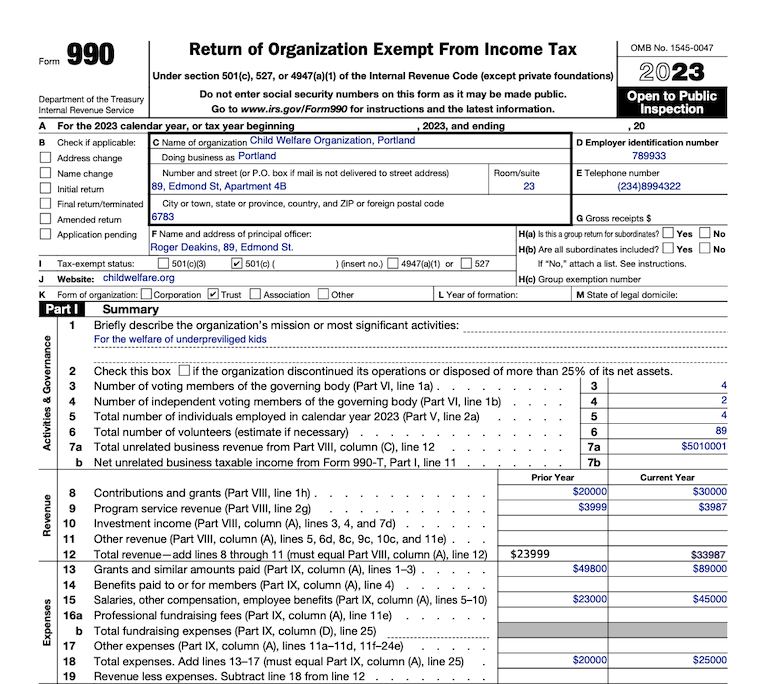 Form 990
Return of Organization Exempt From Income Tax
OMB No. 1545-0047
Under section 501(c), 527, or 4947(a)(1) of the Internal Revenue Code (except private foundations)
2023
Do not enter social security numbers on this form as it may be made public.
Department of the Treasury
Internal Revenue Service
Go to www.irs.gov/Form990 for instructions and the latest information.
Open to Public
Inspection
A For the 2023 calendar year, or tax year beginning , 2023, and ending , 20
B Check if applicable:
Address change
Name change
Initial return
Final return/terminated
Amended return
Application pending
C Name of organization Child Welfare Organization, Portland
Doing business as Portland
Number and street (or P.O. box if mail is not delivered to street address)
89, Edmond St, Apartment 4B
Room/suite
23
City or town, state or province, country, and ZIP or foreign postal code
6783
D Employer identification number
789933
E Telephone number
(234)8994322
G Gross receipts $
F Name and address of principal officer:
Roger Deakins, 89, Edmond St.
H(a) Is this a group return for subordinates? Yes No
H(b) Are all subordinates included? Yes No
If "No," attach a list. See instructions.
I Tax-exempt status: 501(c)(3) ✔ 501(c) ( ) (insert no.) 4947(a)(1) or 527
J Website: childwelfare.org
H(c) Group exemption number
K Form of organization: Corporation ✔ Trust Association Other
L Year of formation:
M State of legal domicile:
Part I Summary
Activities & Governance
1 Briefly describe the organization's mission or most significant activities:
For the welfare of underpreviliged kids
2 Check this box if the organization discontinued its operations or disposed of more than 25% of its net assets.
3 Number of voting members of the governing body (Part VI, line 1a) . . . . . . . . . 3 4
4 Number of independent voting members of the governing body (Part VI, line 1b) . . . . 4 2
5 Total number of individuals employed in calendar year 2023 (Part V, line 2a) . . . . . 5 4
6 Total number of volunteers (estimate if necessary) . . . . . . . . . . . . . 6 89
7a Total unrelated business revenue from Part VIII, column (C), line 12 . . . . . . . 7a $5010001
b Net unrelated business taxable income from Form 990-T, Part I, line 11 . . . . . . . 7b
Prior Year Current Year
Revenue
8 Contributions and grants (Part VIII, line 1h) . . . . . . . . . . . $20000 $30000
9 Program service revenue (Part VIII, line 2g) . . . . . . . . . . . $3999 $3987
10 Investment income (Part VIII, column (A), lines 3, 4, and 7d) . . . . . .
11 Other revenue (Part VIII, column (A), lines 5, 6d, 8c, 9c, 10c, and 11e) . . .
12 Total revenue—add lines 8 through 11 (must equal Part VIII, column (A), line 12) $23999 $33987
Expenses
13 Grants and similar amounts paid (Part IX, column (A), lines 1–3) . . . . . $49800 $89000
14 Benefits paid to or for members (Part IX, column (A), line 4) . . . . . .
15 Salaries, other compensation, employee benefits (Part IX, column (A), lines 5–10) $23000 $45000
16a Professional fundraising fees (Part IX, column (A), line 11e) . . . . . .
b Total fundraising expenses (Part IX, column (D), line 25)
17 Other expenses (Part IX, column (A), lines 11a–11d, 11f–24e) . . . . . .
18 Total expenses. Add lines 13–17 (must equal Part IX, column (A), line 25) . $20000 $25000
19 Revenue less expenses. Subtract line 18 from line 12 . . . . . . . .